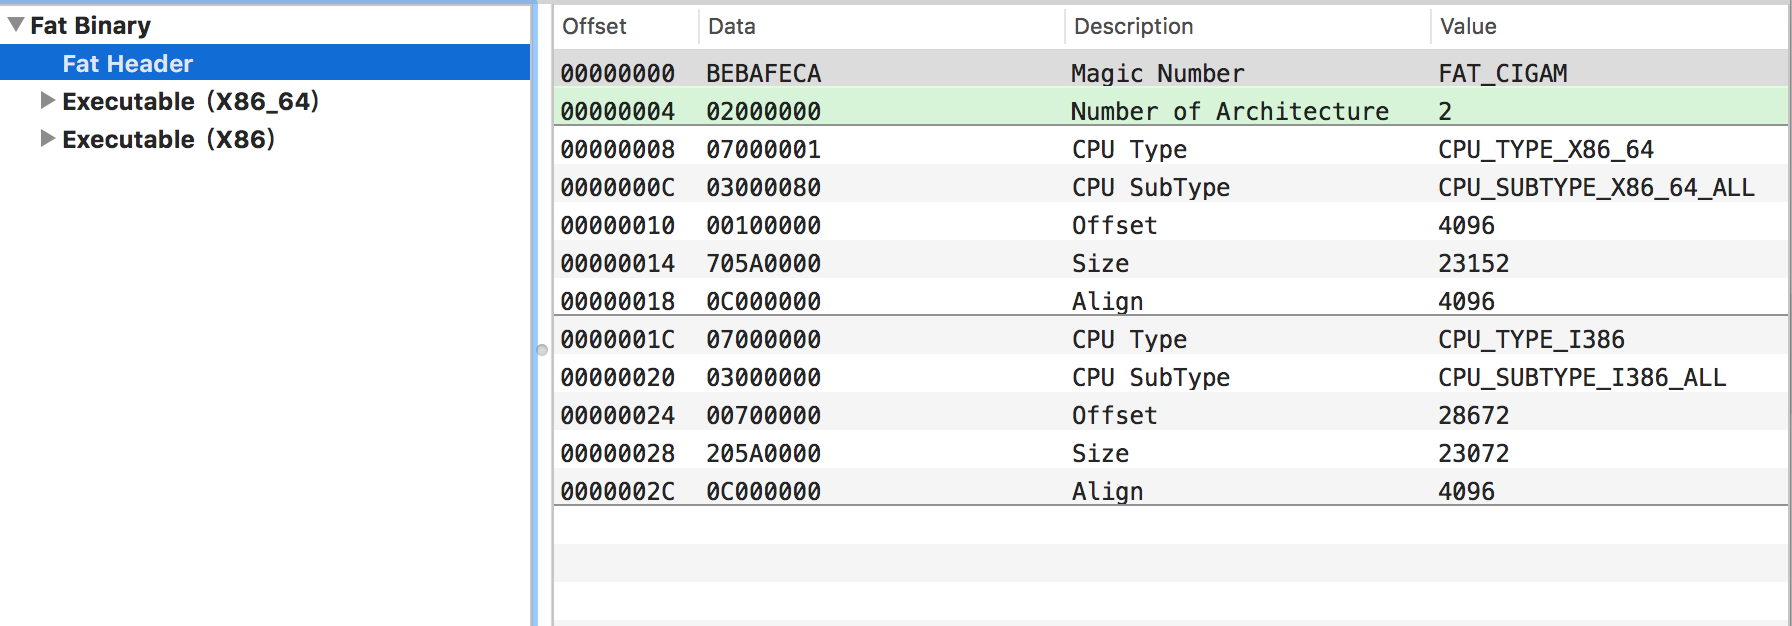 Fat Binary
Fat Header
Executable (X86_64)
Executable (X86)
Offset Data Description Value
00000000 BEBAFECA Magic Number FAT_CIGAM
00000004 02000000 Number of Architecture 2
00000008 07000001 CPU Type CPU_TYPE_X86_64
0000000C 03000080 CPU SubType CPU_SUBTYPE_X86_64_ALL
00000010 00100000 Offset 4096
00000014 705A0000 Size 23152
00000018 0C000000 Align 4096
0000001C 07000000 CPU Type CPU_TYPE_I386
00000020 03000000 CPU SubType CPU_SUBTYPE_I386_ALL
00000024 00700000 Offset 28672
00000028 205A0000 Size 23072
0000002C 0C000000 Align 4096